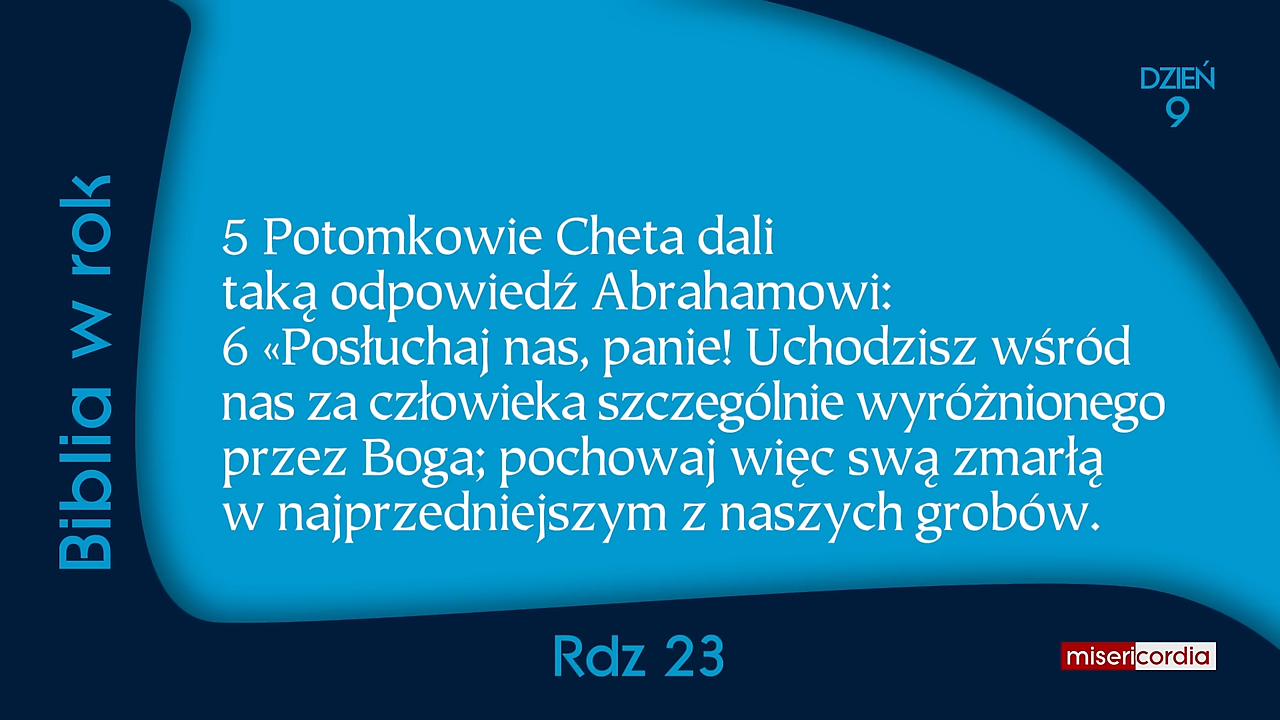 DZIEŃ
9
Biblia w rok
5 Potomkowie Cheta dali
taką odpowiedź Abrahamowi:
6 «Posłuchaj nas, panie! Uchodzisz wśród
nas za człowieka szczególnie wyróżnionego
przez Boga; pochowaj więc swą zmarłą
w najprzedniejszym z naszych grobów.
Rdz 23
misericordia